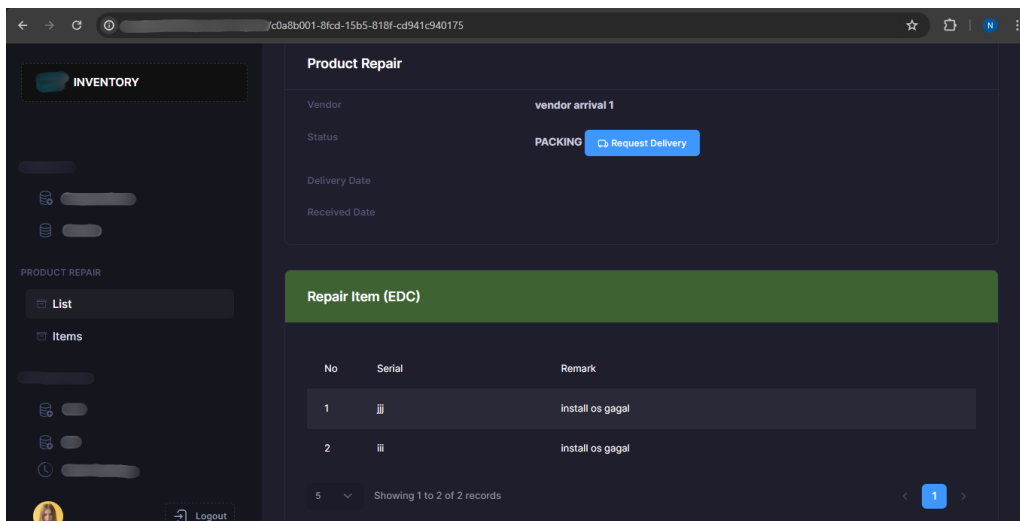 /c0a8b001-8fcd-15b5-818f-cd941c940175
N
INVENTORY
PRODUCT REPAIR
List
Items
Logout
Product Repair
Vendor vendor arrival 1
Status PACKING Request Delivery
Delivery Date
Received Date
Repair Item (EDC)
No Serial Remark
1 jjj install os gagal
2 iii install os gagal
5 Showing 1 to 2 of 2 records 1